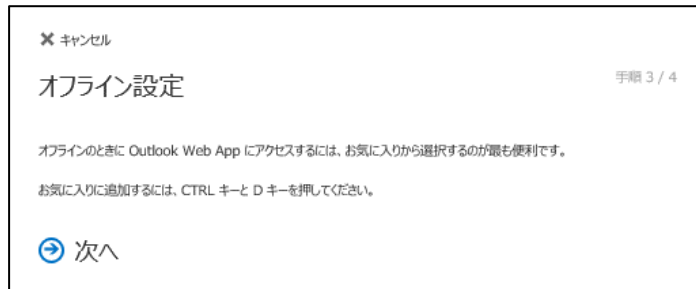 ✕ キャンセル
オフライン設定
手順 3 / 4
オフラインのときに Outlook Web App にアクセスするには、お気に入りから選択するのが最も便利です。
お気に入りに追加するには、CTRL キーと D キーを押してください。
次へ